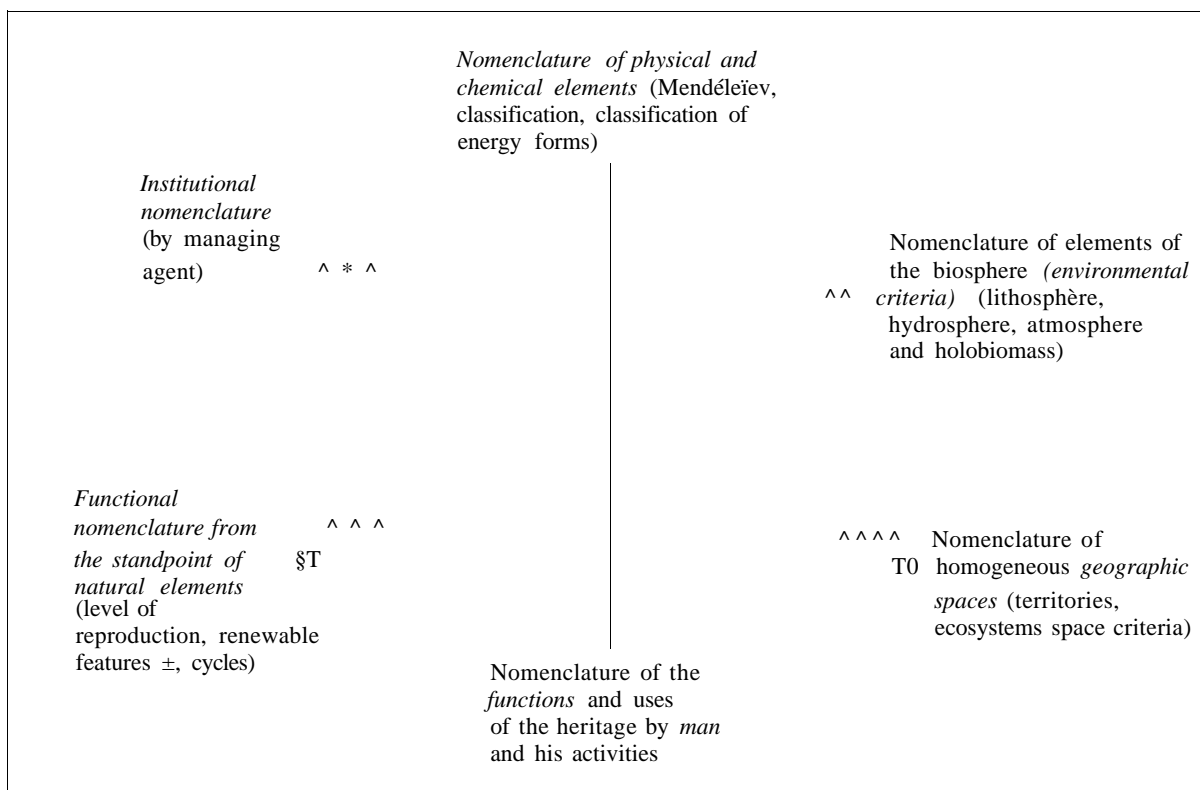 Nomenclature of physical and
chemical elements (Mendéleïev,
classification, classification of
energy forms)
Institutional
nomenclature
(by managing
agent) ^ * ^
Nomenclature of elements of
the biosphere (environmental
^^ criteria) (lithosphère,
hydrosphere, atmosphere
and holobiomass)
Functional
nomenclature from ^ ^ ^
the standpoint of §T
natural elements
(level of
reproduction, renewable
features ±, cycles)
^^^^ Nomenclature of
T0 homogeneous geographic
spaces (territories,
ecosystems space criteria)
Nomenclature of the
functions and uses
of the heritage by man
and his activities